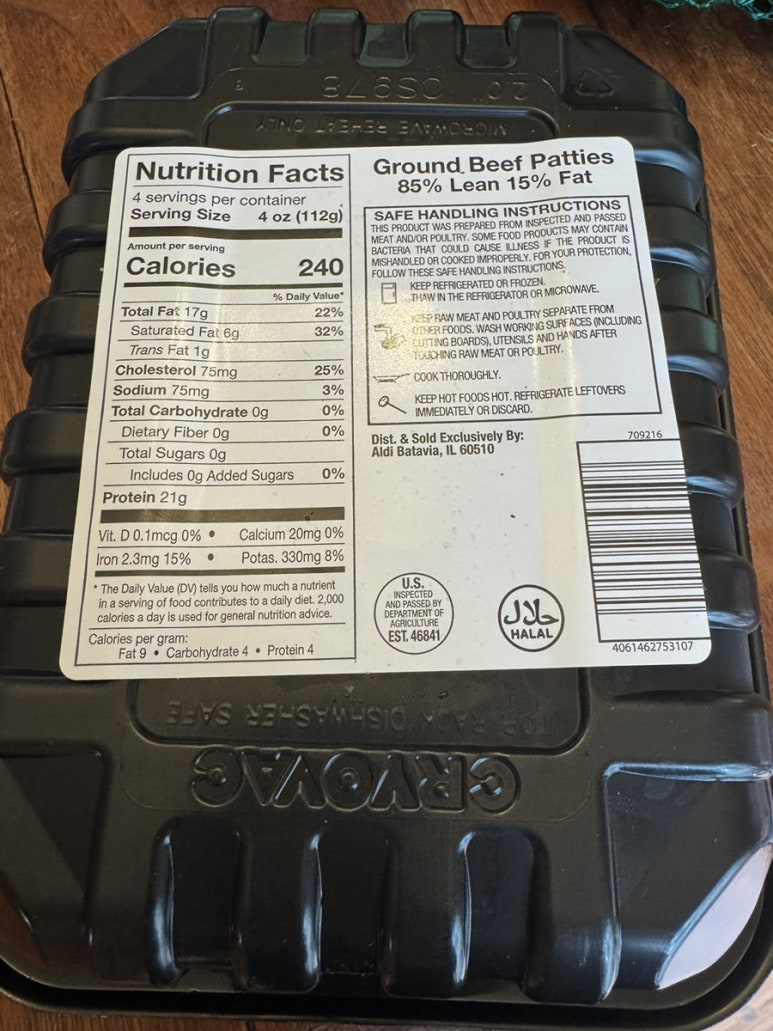 2.0 CS978 3
MICROWAVE REHEAT ONLY
Nutrition Facts
4 servings per container
Serving Size 4 oz (112g)
Amount per serving
Calories 240
% Daily Value*
Total Fat 17g 22%
Saturated Fat 6g 32%
Trans Fat 1g
Cholesterol 75mg 25%
Sodium 75mg 3%
Total Carbohydrate 0g 0%
Dietary Fiber 0g 0%
Total Sugars 0g
Includes 0g Added Sugars 0%
Protein 21g
Vit. D 0.1mcg 0% • Calcium 20mg 0%
Iron 2.3mg 15% • Potas. 330mg 8%
* The Daily Value (DV) tells you how much a nutrient
in a serving of food contributes to a daily diet. 2,000
calories a day is used for general nutrition advice.
Calories per gram:
Fat 9 • Carbohydrate 4 • Protein 4
Ground Beef Patties
85% Lean 15% Fat
SAFE HANDLING INSTRUCTIONS
THIS PRODUCT WAS PREPARED FROM INSPECTED AND PASSED
MEAT AND/OR POULTRY. SOME FOOD PRODUCTS MAY CONTAIN
BACTERIA THAT COULD CAUSE ILLNESS IF THE PRODUCT IS
MISHANDLED OR COOKED IMPROPERLY. FOR YOUR PROTECTION,
FOLLOW THESE SAFE HANDLING INSTRUCTIONS.
KEEP REFRIGERATED OR FROZEN.
THAW IN THE REFRIGERATOR OR MICROWAVE.
KEEP RAW MEAT AND POULTRY SEPARATE FROM
OTHER FOODS. WASH WORKING SURFACES (INCLUDING
CUTTING BOARDS), UTENSILS AND HANDS AFTER
TOUCHING RAW MEAT OR POULTRY.
COOK THOROUGHLY.
KEEP HOT FOODS HOT. REFRIGERATE LEFTOVERS
IMMEDIATELY OR DISCARD.
Dist. & Sold Exclusively By:
Aldi Batavia, IL 60510
709216
U.S.
INSPECTED
AND PASSED BY
DEPARTMENT OF
AGRICULTURE
EST. 46841
حلال
HALAL
4061462753107
TOP RACK DISHWASHER SAFE
CRYOVAC